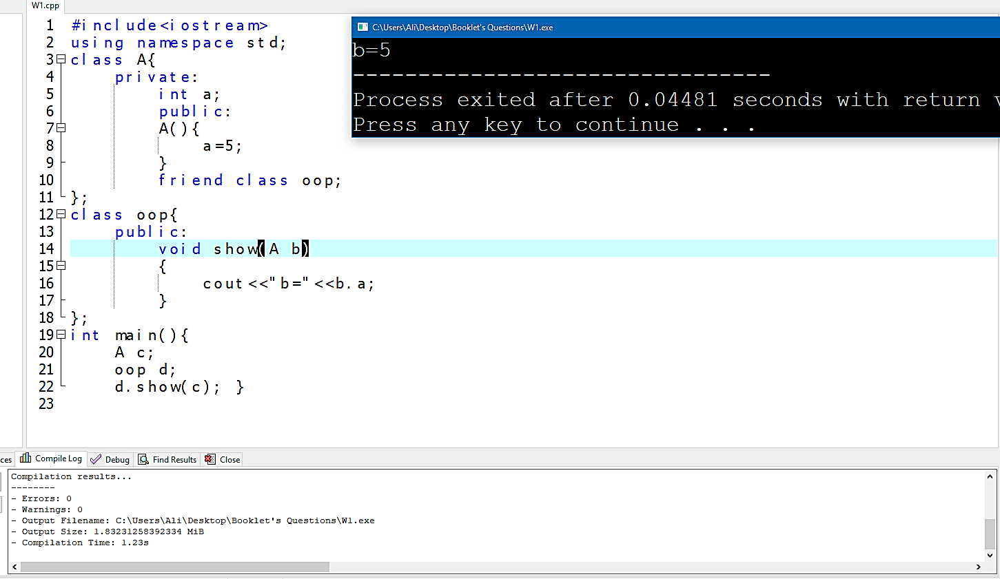 W1.cpp
1 #include<iostream>
2 using namespace std;
3 class A{
4 private:
5 int a;
6 public:
7 A(){
8 a=5;
9 }
10 friend class oop;
11 };
12 class oop{
13 public:
14 void show(A b)
15 {
16 cout<<"b="<<b.a;
17 }
18 };
19 int main(){
20 A c;
21 oop d;
22 d.show(c); }
23
C:\Users\Ali\Desktop\Booklet's Questions\W1.exe
b=5
--------------------------------
Process exited after 0.04481 seconds with return
Press any key to continue . . .
Compile Log Debug Find Results Close
Compilation results...
--------
- Errors: 0
- Warnings: 0
- Output Filename: C:\Users\Ali\Desktop\Booklet's Questions\W1.exe
- Output Size: 1.83231258392334 MiB
- Compilation Time: 1.23s